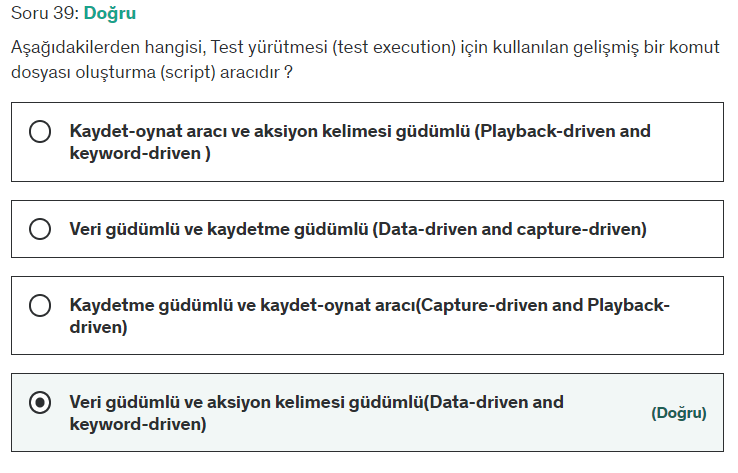 Soru 39: Doğru
Aşağıdakilerden hangisi, Test yürütmesi (test execution) için kullanılan gelişmiş bir komut
dosyası oluşturma (script) aracıdır ?
Kaydet-oynat aracı ve aksiyon kelimesi güdümlü (Playback-driven and
keyword-driven )
Veri güdümlü ve kaydetme güdümlü (Data-driven and capture-driven)
Kaydetme güdümlü ve kaydet-oynat aracı(Capture-driven and Playback-
driven)
Veri güdümlü ve aksiyon kelimesi güdümlü(Data-driven and
keyword-driven)
(Doğru)